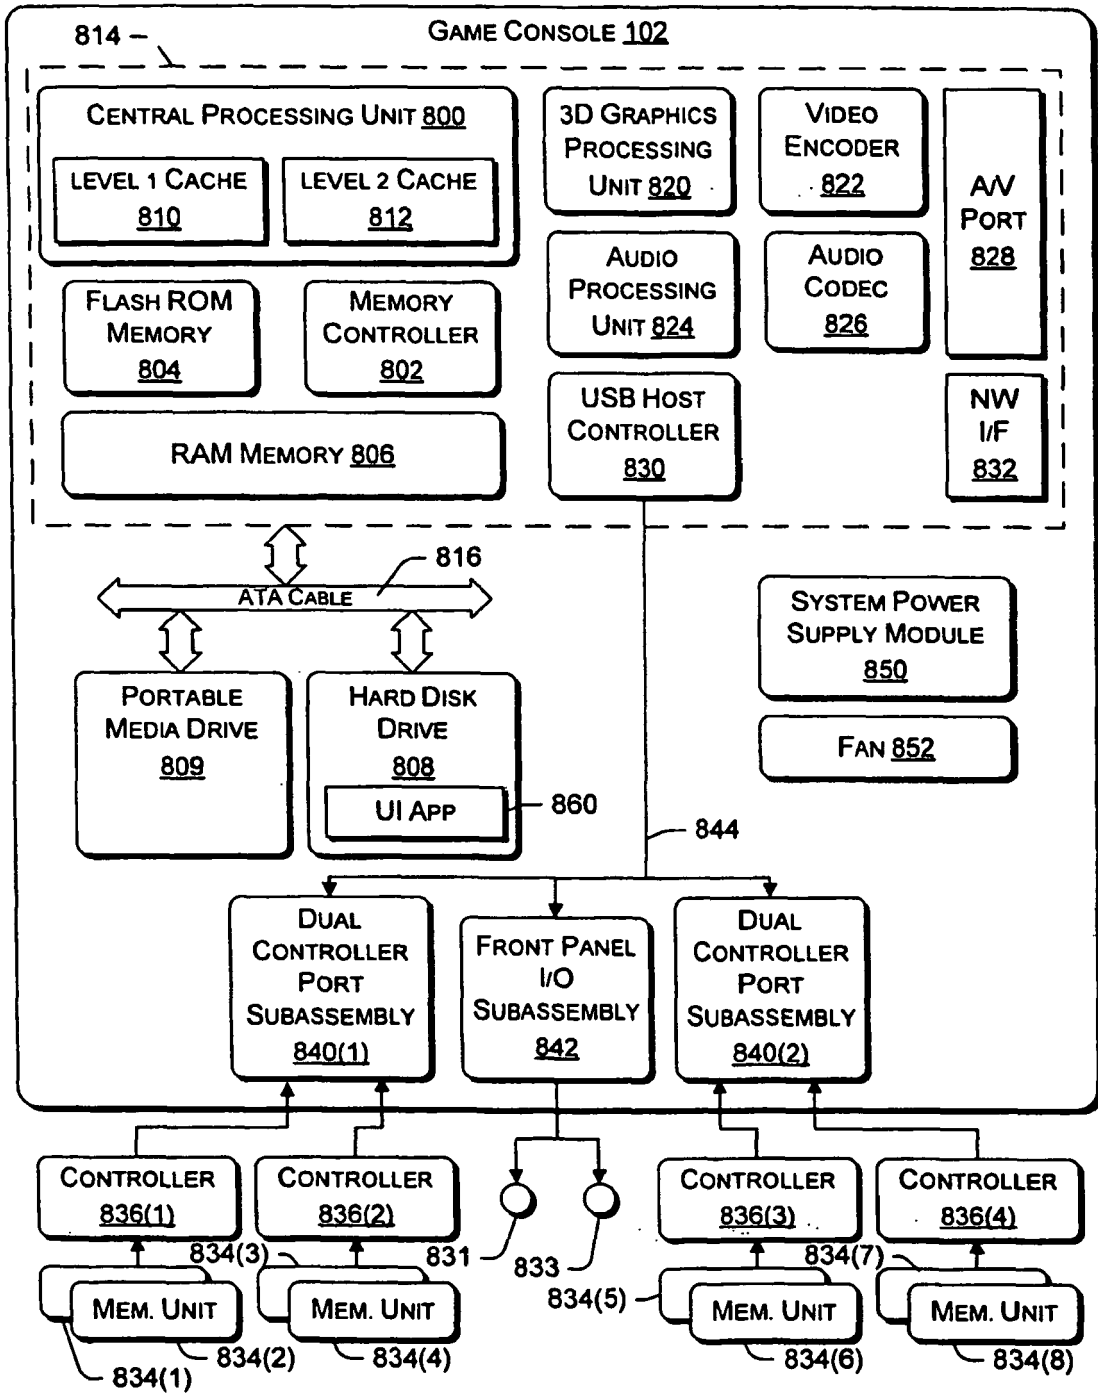 GAME CONSOLE 102
814
CENTRAL PROCESSING UNIT 800
LEVEL 1 CACHE
810
LEVEL 2 CACHE
812
3D GRAPHICS
PROCESSING
UNIT 820
VIDEO
ENCODER
822
A/V
PORT
828
AUDIO
PROCESSING
UNIT 824
AUDIO
CODEC
826
FLASH ROM
MEMORY
804
MEMORY
CONTROLLER
802
USB HOST
CONTROLLER
830
NW
I/F
832
RAM MEMORY 806
816
ATA CABLE
SYSTEM POWER
SUPPLY MODULE
850
PORTABLE
MEDIA DRIVE
809
HARD DISK
DRIVE
808
UI APP
860
FAN 852
844
DUAL
CONTROLLER
PORT
SUBASSEMBLY
840(1)
FRONT PANEL
I/O
SUBASSEMBLY
842
DUAL
CONTROLLER
PORT
SUBASSEMBLY
840(2)
CONTROLLER
836(1)
CONTROLLER
836(2)
831
833
CONTROLLER
836(3)
CONTROLLER
836(4)
834(3)
834(5)
834(7)
MEM. UNIT
MEM. UNIT
MEM. UNIT
MEM. UNIT
834(1)
834(2)
834(4)
834(6)
834(8)